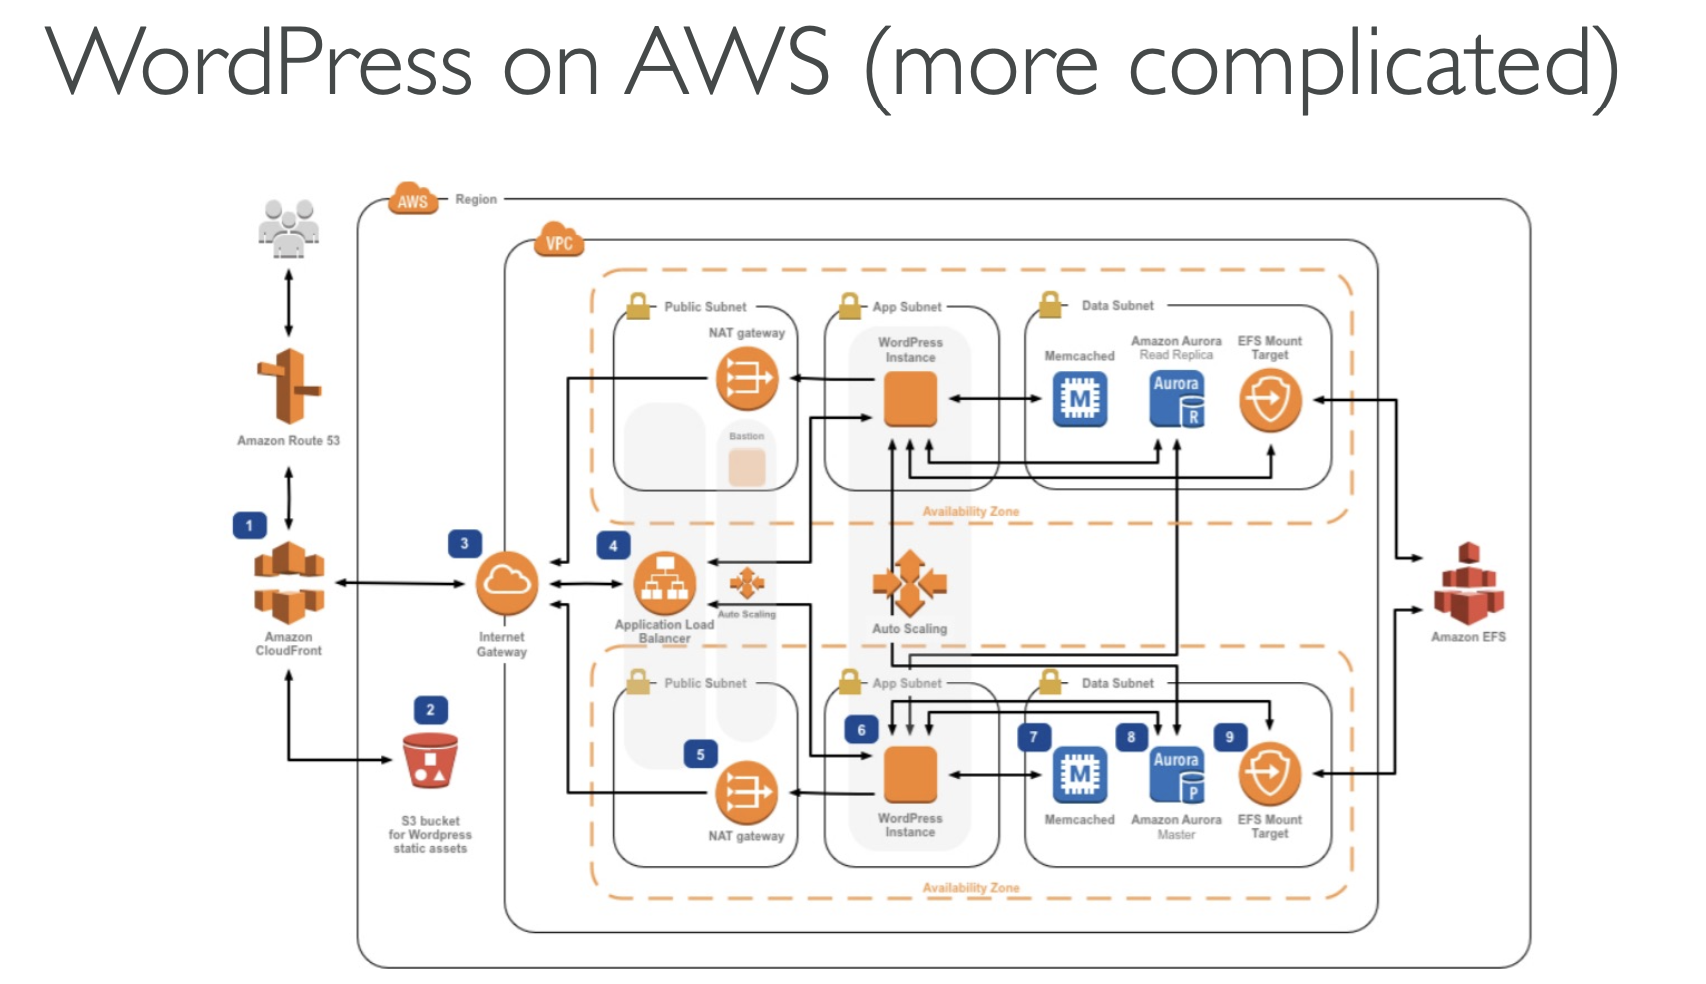 WordPress on AWS (more complicated)
AWS
Region
VPC
Public Subnet
App Subnet
Data Subnet
NAT gateway
WordPress
Instance
Memcached
Amazon Aurora
Read Replica
EFS Mount
Target
M
Aurora
R
Amazon Route 53
Bastion
Availability Zone
1
3
4
Amazon
CloudFront
Internet
Gateway
Application Load
Balancer
Auto Scaling
Auto Scaling
Amazon EFS
2
S3 bucket
for Wordpress
static assets
Public Subnet
App Subnet
Data Subnet
5
6
7
8
9
M
Aurora
P
NAT gateway
WordPress
Instance
Memcached
Amazon Aurora
Master
EFS Mount
Target
Availability Zone